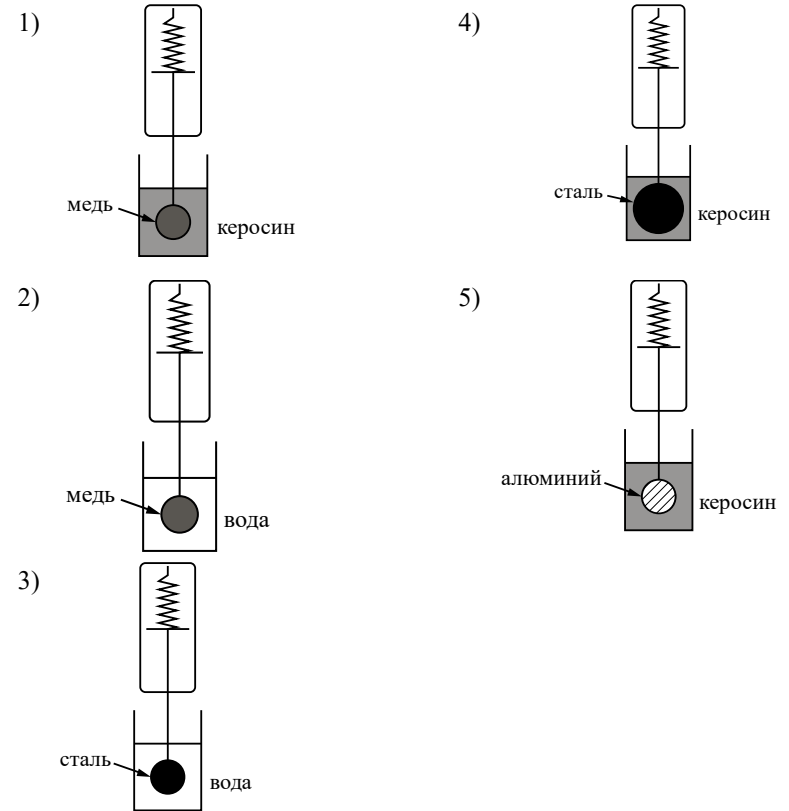 1)
медь
керосин
2)
медь
вода
3)
сталь
вода
4)
сталь
керосин
5)
алюминий
керосин